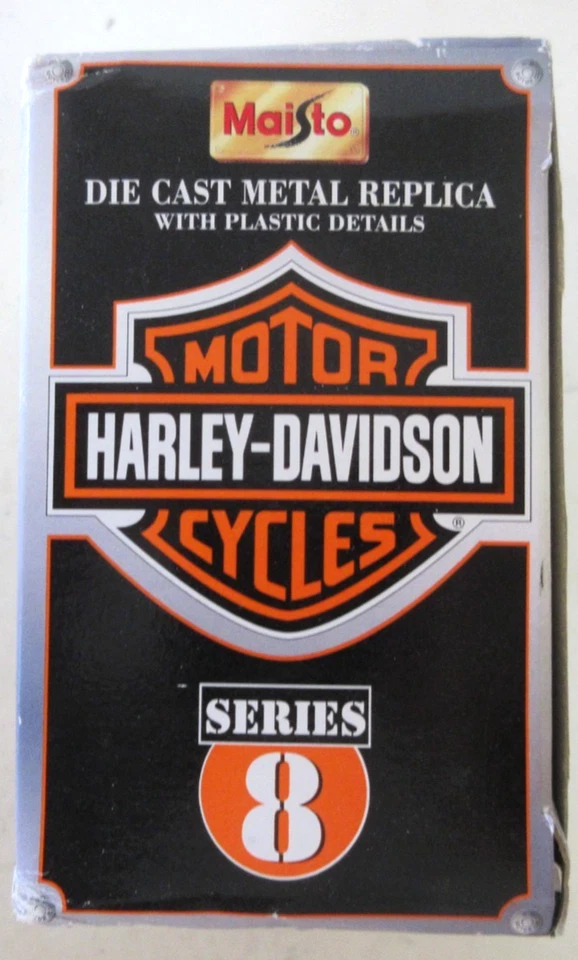 Maisto®
DIE CAST METAL REPLICA
WITH PLASTIC DETAILS
MOTOR
HARLEY-DAVIDSON
CYCLES
®
SERIES
8